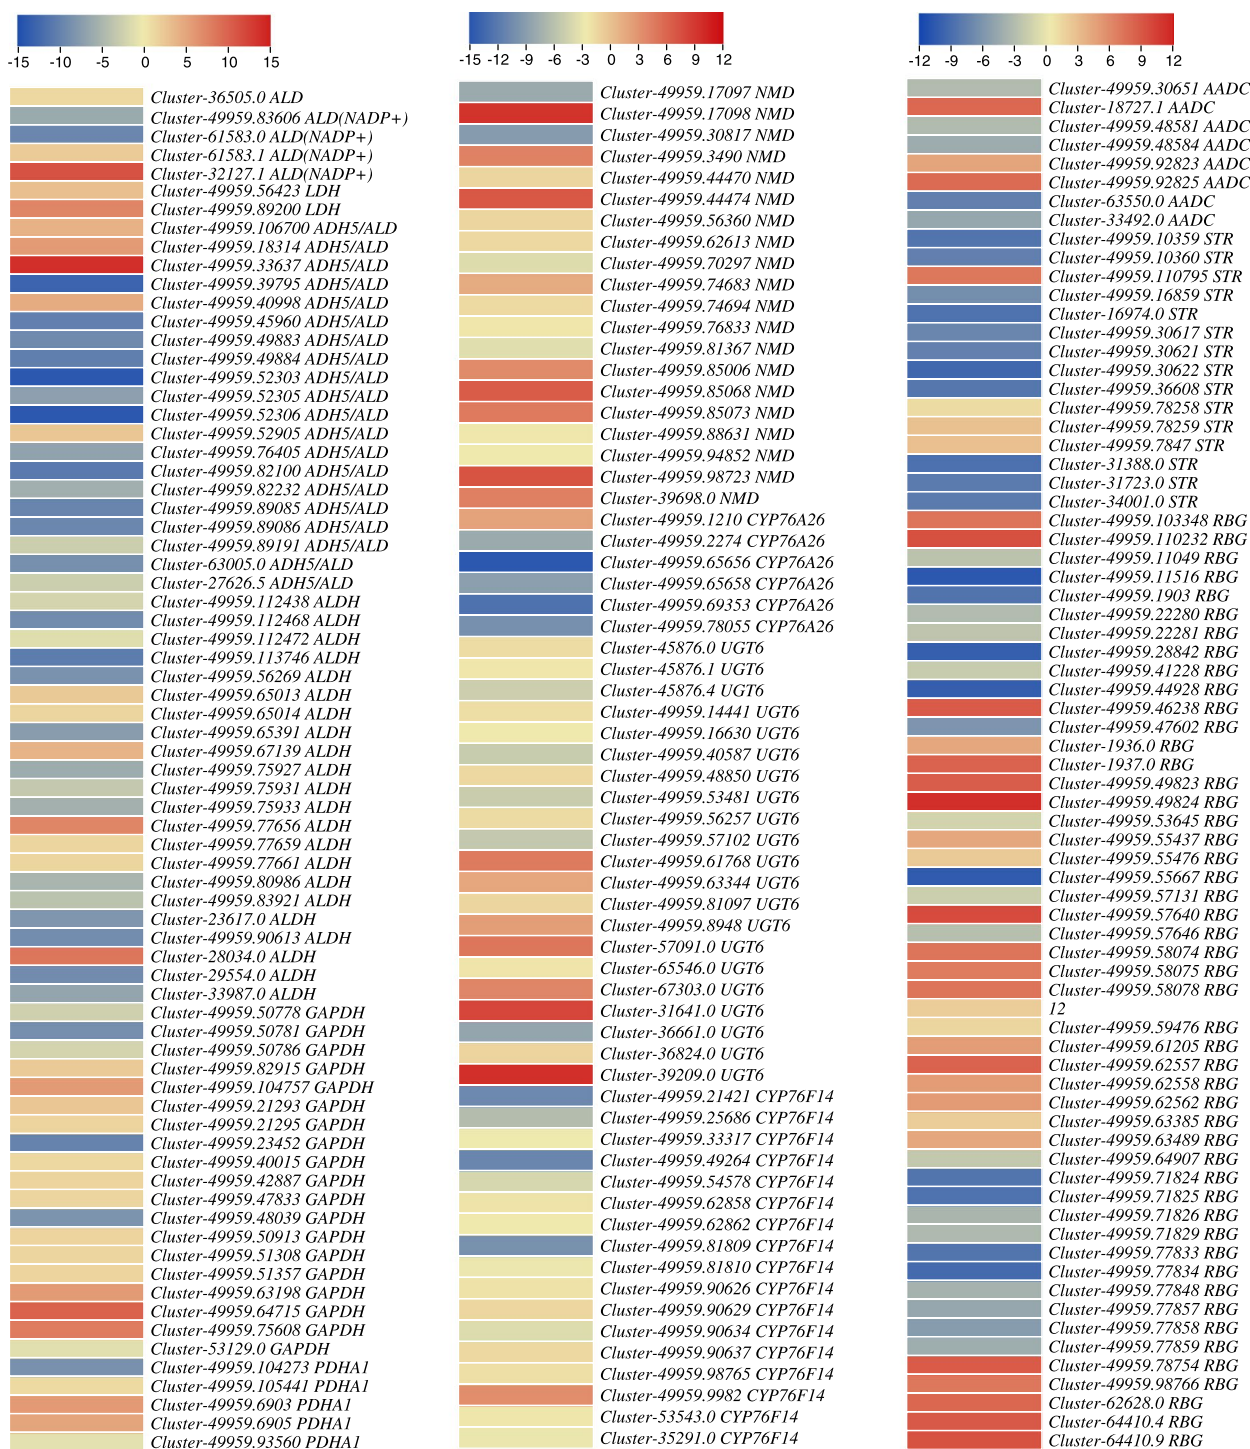 -15 -10 -5 0 5 10 15
Cluster-36505.0 ALD
Cluster-49959.83606 ALD(NADP+)
Cluster-61583.0 ALD(NADP+)
Cluster-61583.1 ALD(NADP+)
Cluster-32127.1 ALD(NADP+)
Cluster-49959.56423 LDH
Cluster-49959.89200 LDH
Cluster-49959.106700 ADH5/ALD
Cluster-49959.18314 ADH5/ALD
Cluster-49959.33637 ADH5/ALD
Cluster-49959.39795 ADH5/ALD
Cluster-49959.40998 ADH5/ALD
Cluster-49959.45960 ADH5/ALD
Cluster-49959.49883 ADH5/ALD
Cluster-49959.49884 ADH5/ALD
Cluster-49959.52303 ADH5/ALD
Cluster-49959.52305 ADH5/ALD
Cluster-49959.52306 ADH5/ALD
Cluster-49959.52905 ADH5/ALD
Cluster-49959.76405 ADH5/ALD
Cluster-49959.82100 ADH5/ALD
Cluster-49959.82232 ADH5/ALD
Cluster-49959.89085 ADH5/ALD
Cluster-49959.89086 ADH5/ALD
Cluster-49959.89191 ADH5/ALD
Cluster-63005.0 ADH5/ALD
Cluster-27626.5 ADH5/ALD
Cluster-49959.112438 ALDH
Cluster-49959.112468 ALDH
Cluster-49959.112472 ALDH
Cluster-49959.113746 ALDH
Cluster-49959.56269 ALDH
Cluster-49959.65013 ALDH
Cluster-49959.65014 ALDH
Cluster-49959.65391 ALDH
Cluster-49959.67139 ALDH
Cluster-49959.75927 ALDH
Cluster-49959.75931 ALDH
Cluster-49959.75933 ALDH
Cluster-49959.77656 ALDH
Cluster-49959.77659 ALDH
Cluster-49959.77661 ALDH
Cluster-49959.80986 ALDH
Cluster-49959.83921 ALDH
Cluster-23617.0 ALDH
Cluster-49959.90613 ALDH
Cluster-28034.0 ALDH
Cluster-29554.0 ALDH
Cluster-33987.0 ALDH
Cluster-49959.50778 GAPDH
Cluster-49959.50781 GAPDH
Cluster-49959.50786 GAPDH
Cluster-49959.82915 GAPDH
Cluster-49959.104757 GAPDH
Cluster-49959.21293 GAPDH
Cluster-49959.21295 GAPDH
Cluster-49959.23452 GAPDH
Cluster-49959.40015 GAPDH
Cluster-49959.42887 GAPDH
Cluster-49959.47833 GAPDH
Cluster-49959.48039 GAPDH
Cluster-49959.50913 GAPDH
Cluster-49959.51308 GAPDH
Cluster-49959.51357 GAPDH
Cluster-49959.63198 GAPDH
Cluster-49959.64715 GAPDH
Cluster-49959.75608 GAPDH
Cluster-53129.0 GAPDH
Cluster-49959.104273 PDHA1
Cluster-49959.105441 PDHA1
Cluster-49959.6903 PDHA1
Cluster-49959.6905 PDHA1
Cluster-49959.93560 PDHA1
-15 -12 -9 -6 -3 0 3 6 9 12
Cluster-49959.17097 NMD
Cluster-49959.17098 NMD
Cluster-49959.30817 NMD
Cluster-49959.3490 NMD
Cluster-49959.44470 NMD
Cluster-49959.44474 NMD
Cluster-49959.56360 NMD
Cluster-49959.62613 NMD
Cluster-49959.70297 NMD
Cluster-49959.74683 NMD
Cluster-49959.74694 NMD
Cluster-49959.76833 NMD
Cluster-49959.81367 NMD
Cluster-49959.85006 NMD
Cluster-49959.85068 NMD
Cluster-49959.85073 NMD
Cluster-49959.88631 NMD
Cluster-49959.94852 NMD
Cluster-49959.98723 NMD
Cluster-39698.0 NMD
Cluster-49959.1210 CYP76A26
Cluster-49959.2274 CYP76A26
Cluster-49959.65656 CYP76A26
Cluster-49959.65658 CYP76A26
Cluster-49959.69353 CYP76A26
Cluster-49959.78055 CYP76A26
Cluster-45876.0 UGT6
Cluster-45876.1 UGT6
Cluster-45876.4 UGT6
Cluster-49959.14441 UGT6
Cluster-49959.16630 UGT6
Cluster-49959.40587 UGT6
Cluster-49959.48850 UGT6
Cluster-49959.53481 UGT6
Cluster-49959.56257 UGT6
Cluster-49959.57102 UGT6
Cluster-49959.61768 UGT6
Cluster-49959.63344 UGT6
Cluster-49959.81097 UGT6
Cluster-49959.8948 UGT6
Cluster-57091.0 UGT6
Cluster-65546.0 UGT6
Cluster-67303.0 UGT6
Cluster-31641.0 UGT6
Cluster-36661.0 UGT6
Cluster-36824.0 UGT6
Cluster-39209.0 UGT6
Cluster-49959.21421 CYP76F14
Cluster-49959.25686 CYP76F14
Cluster-49959.33317 CYP76F14
Cluster-49959.49264 CYP76F14
Cluster-49959.54578 CYP76F14
Cluster-49959.62858 CYP76F14
Cluster-49959.62862 CYP76F14
Cluster-49959.81809 CYP76F14
Cluster-49959.81810 CYP76F14
Cluster-49959.90626 CYP76F14
Cluster-49959.90629 CYP76F14
Cluster-49959.90634 CYP76F14
Cluster-49959.90637 CYP76F14
Cluster-49959.98765 CYP76F14
Cluster-49959.9982 CYP76F14
Cluster-53543.0 CYP76F14
Cluster-35291.0 CYP76F14
-12 -9 -6 -3 0 3 6 9 12
Cluster-49959.30651 AADC
Cluster-18727.1 AADC
Cluster-49959.48581 AADC
Cluster-49959.48584 AADC
Cluster-49959.92823 AADC
Cluster-49959.92825 AADC
Cluster-63550.0 AADC
Cluster-33492.0 AADC
Cluster-49959.10359 STR
Cluster-49959.10360 STR
Cluster-49959.110795 STR
Cluster-49959.16859 STR
Cluster-16974.0 STR
Cluster-49959.30617 STR
Cluster-49959.30621 STR
Cluster-49959.30622 STR
Cluster-49959.36608 STR
Cluster-49959.78258 STR
Cluster-49959.78259 STR
Cluster-49959.7847 STR
Cluster-31388.0 STR
Cluster-31723.0 STR
Cluster-34001.0 STR
Cluster-49959.103348 RBG
Cluster-49959.110232 RBG
Cluster-49959.11049 RBG
Cluster-49959.11516 RBG
Cluster-49959.1903 RBG
Cluster-49959.22280 RBG
Cluster-49959.22281 RBG
Cluster-49959.28842 RBG
Cluster-49959.41228 RBG
Cluster-49959.44928 RBG
Cluster-49959.46238 RBG
Cluster-49959.47602 RBG
Cluster-1936.0 RBG
Cluster-1937.0 RBG
Cluster-49959.49823 RBG
Cluster-49959.49824 RBG
Cluster-49959.53645 RBG
Cluster-49959.55437 RBG
Cluster-49959.55476 RBG
Cluster-49959.55667 RBG
Cluster-49959.57131 RBG
Cluster-49959.57640 RBG
Cluster-49959.57646 RBG
Cluster-49959.58074 RBG
Cluster-49959.58075 RBG
Cluster-49959.58078 RBG
12
Cluster-49959.59476 RBG
Cluster-49959.61205 RBG
Cluster-49959.62557 RBG
Cluster-49959.62558 RBG
Cluster-49959.62562 RBG
Cluster-49959.63385 RBG
Cluster-49959.63489 RBG
Cluster-49959.64907 RBG
Cluster-49959.71824 RBG
Cluster-49959.71825 RBG
Cluster-49959.71826 RBG
Cluster-49959.71829 RBG
Cluster-49959.77833 RBG
Cluster-49959.77834 RBG
Cluster-49959.77848 RBG
Cluster-49959.77857 RBG
Cluster-49959.77858 RBG
Cluster-49959.77859 RBG
Cluster-49959.78754 RBG
Cluster-49959.98766 RBG
Cluster-62628.0 RBG
Cluster-64410.4 RBG
Cluster-64410.9 RBG